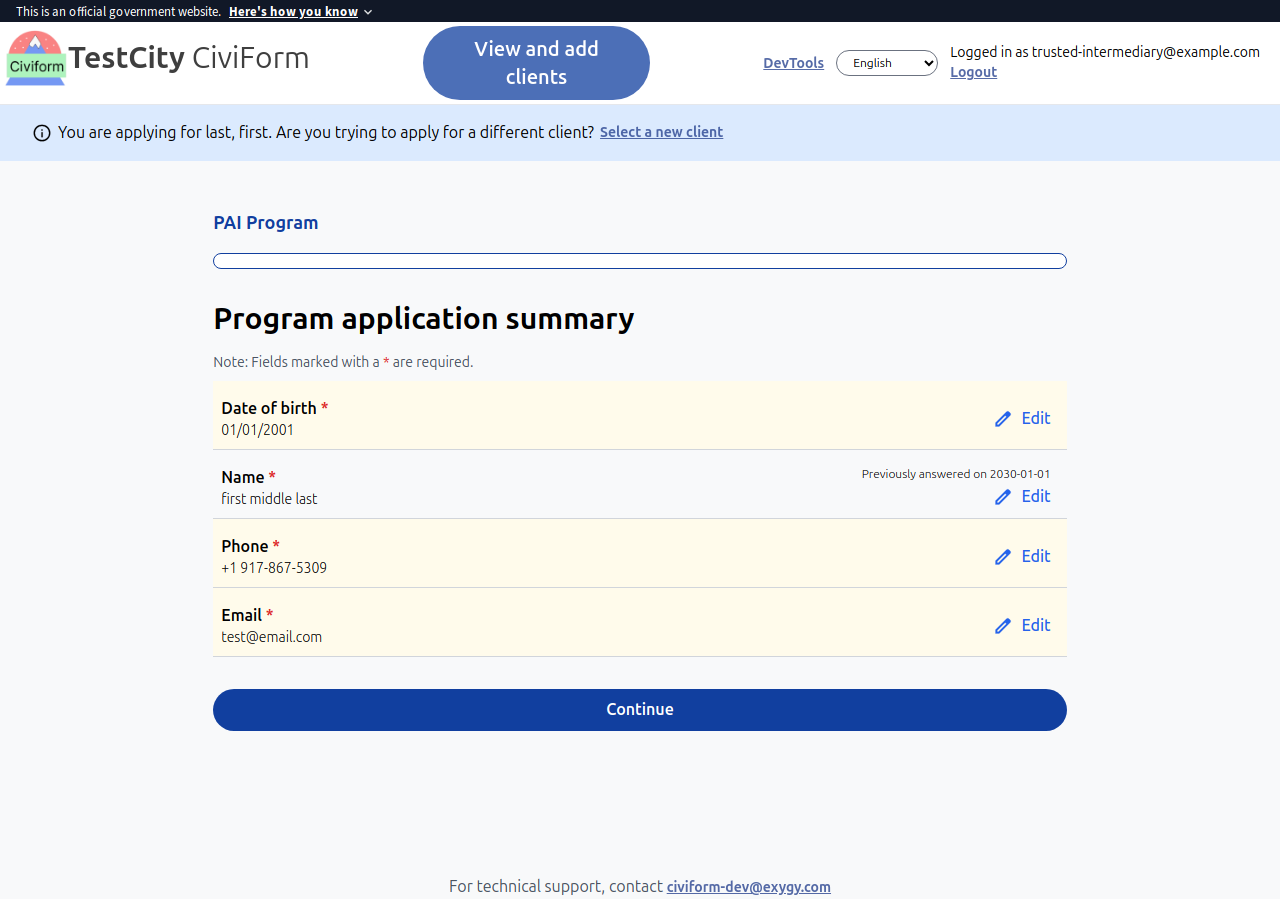 This is an official government website. Here's how you know
Civiform
TestCity CiviForm
View and add
clients
DevTools
English
Logged in as trusted-intermediary@example.com
Logout
You are applying for last, first. Are you trying to apply for a different client? Select a new client
PAI Program
Program application summary
Note: Fields marked with a * are required.
Date of birth *
01/01/2001
Edit
Name *
first middle last
Previously answered on 2030-01-01
Edit
Phone *
+1 917-867-5309
Edit
Email *
test@email.com
Edit
Continue
For technical support, contact civiform-dev@exygy.com